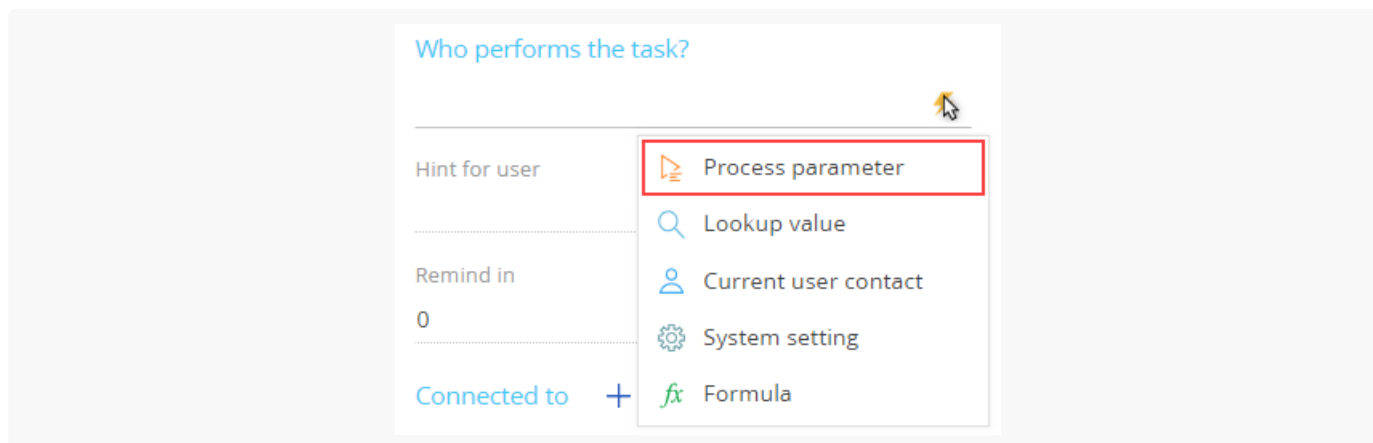 Who performs the task?
Hint for user
Process parameter
Lookup value
Remind in
Current user contact
0
System setting
Connected to
fx Formula